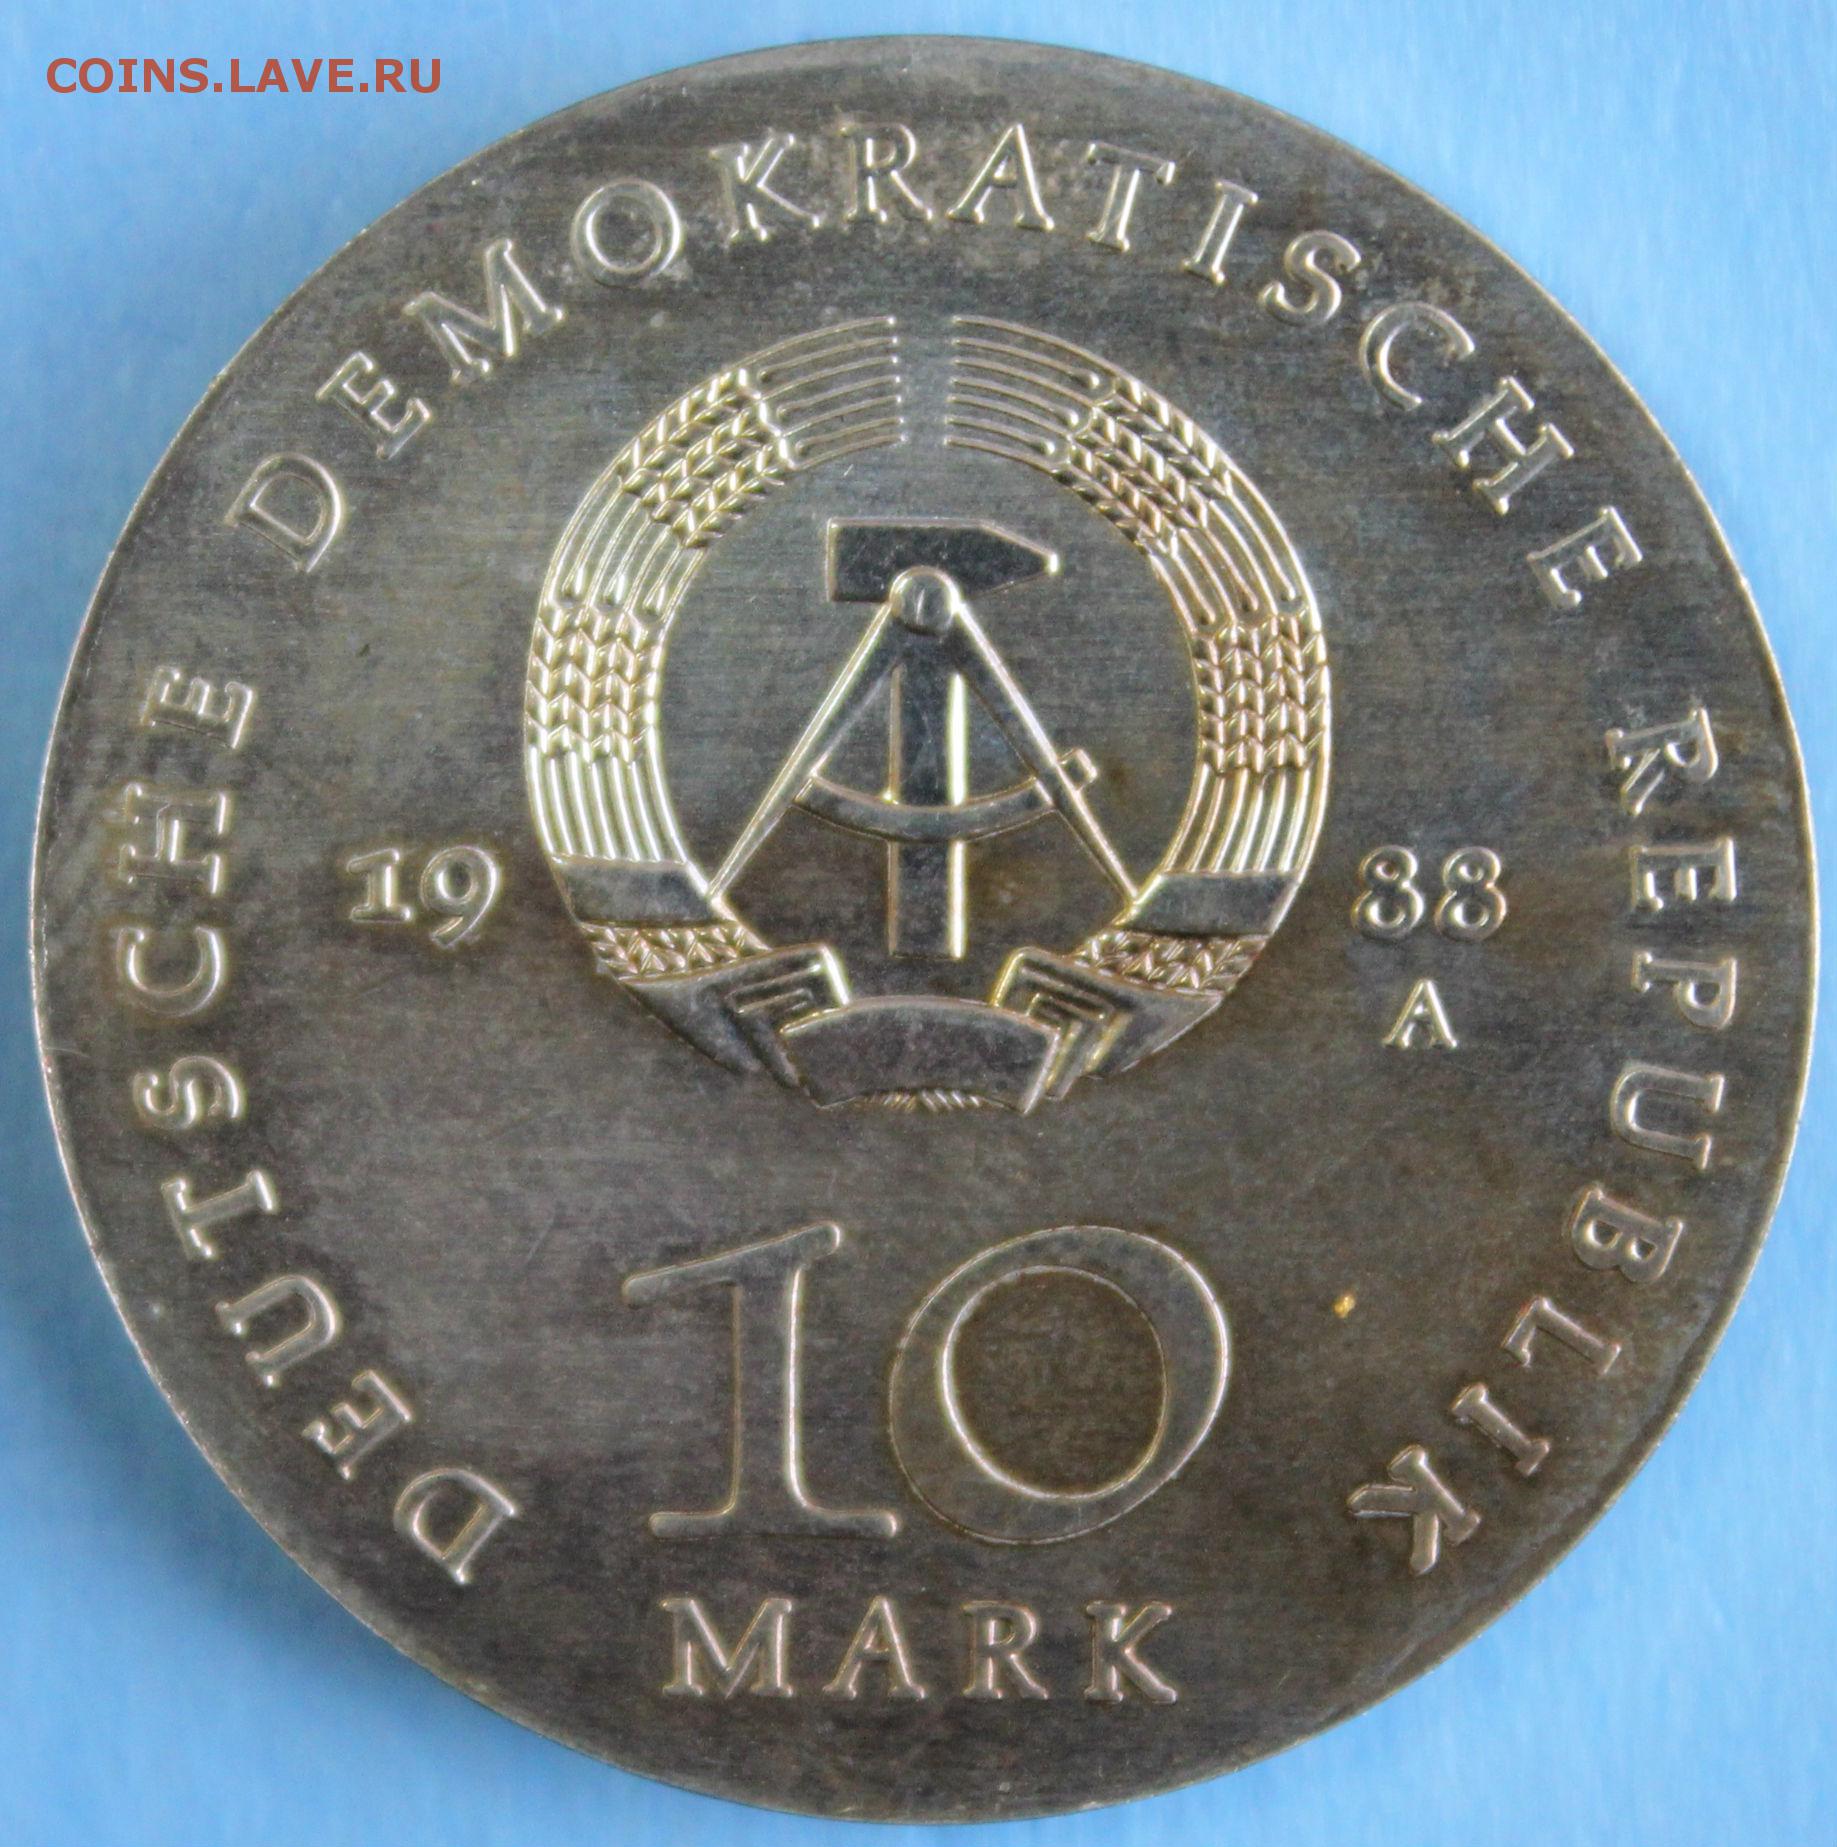 COINS.LAVE.RU
DEUTSCHE DEMOKRATISCHE REPUBLIK
19 88
A
10
MARK